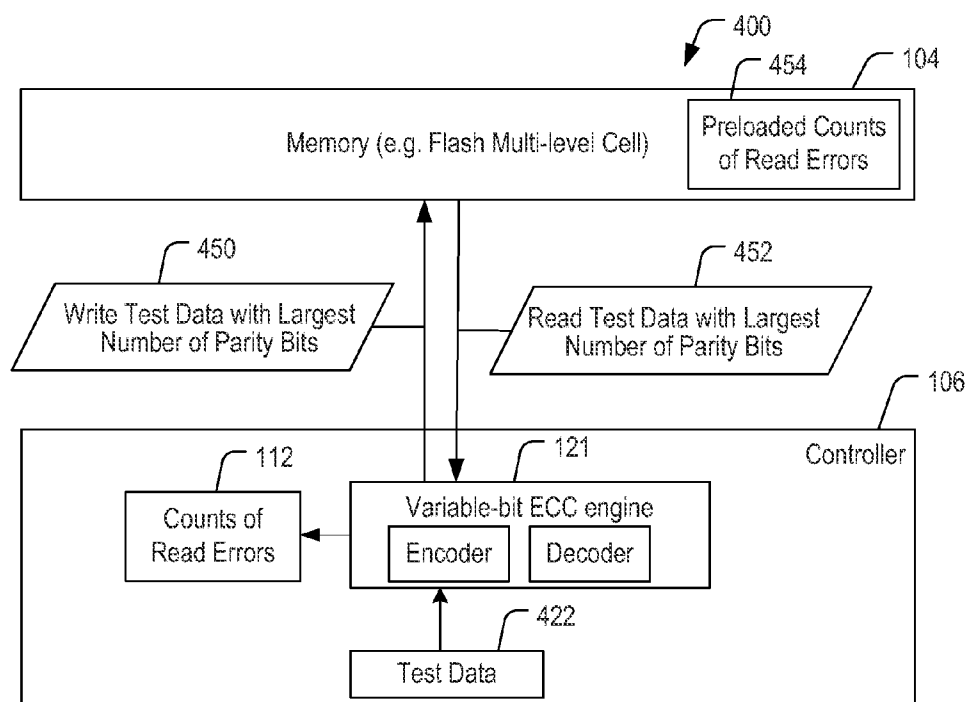 400
454
104
Memory (e.g. Flash Multi-level Cell)
Preloaded Counts
of Read Errors
450
452
Write Test Data with Largest
Number of Parity Bits
Read Test Data with Largest
Number of Parity Bits
106
112
121
Controller
Counts of
Read Errors
Variable-bit ECC engine
Encoder
Decoder
422
Test Data